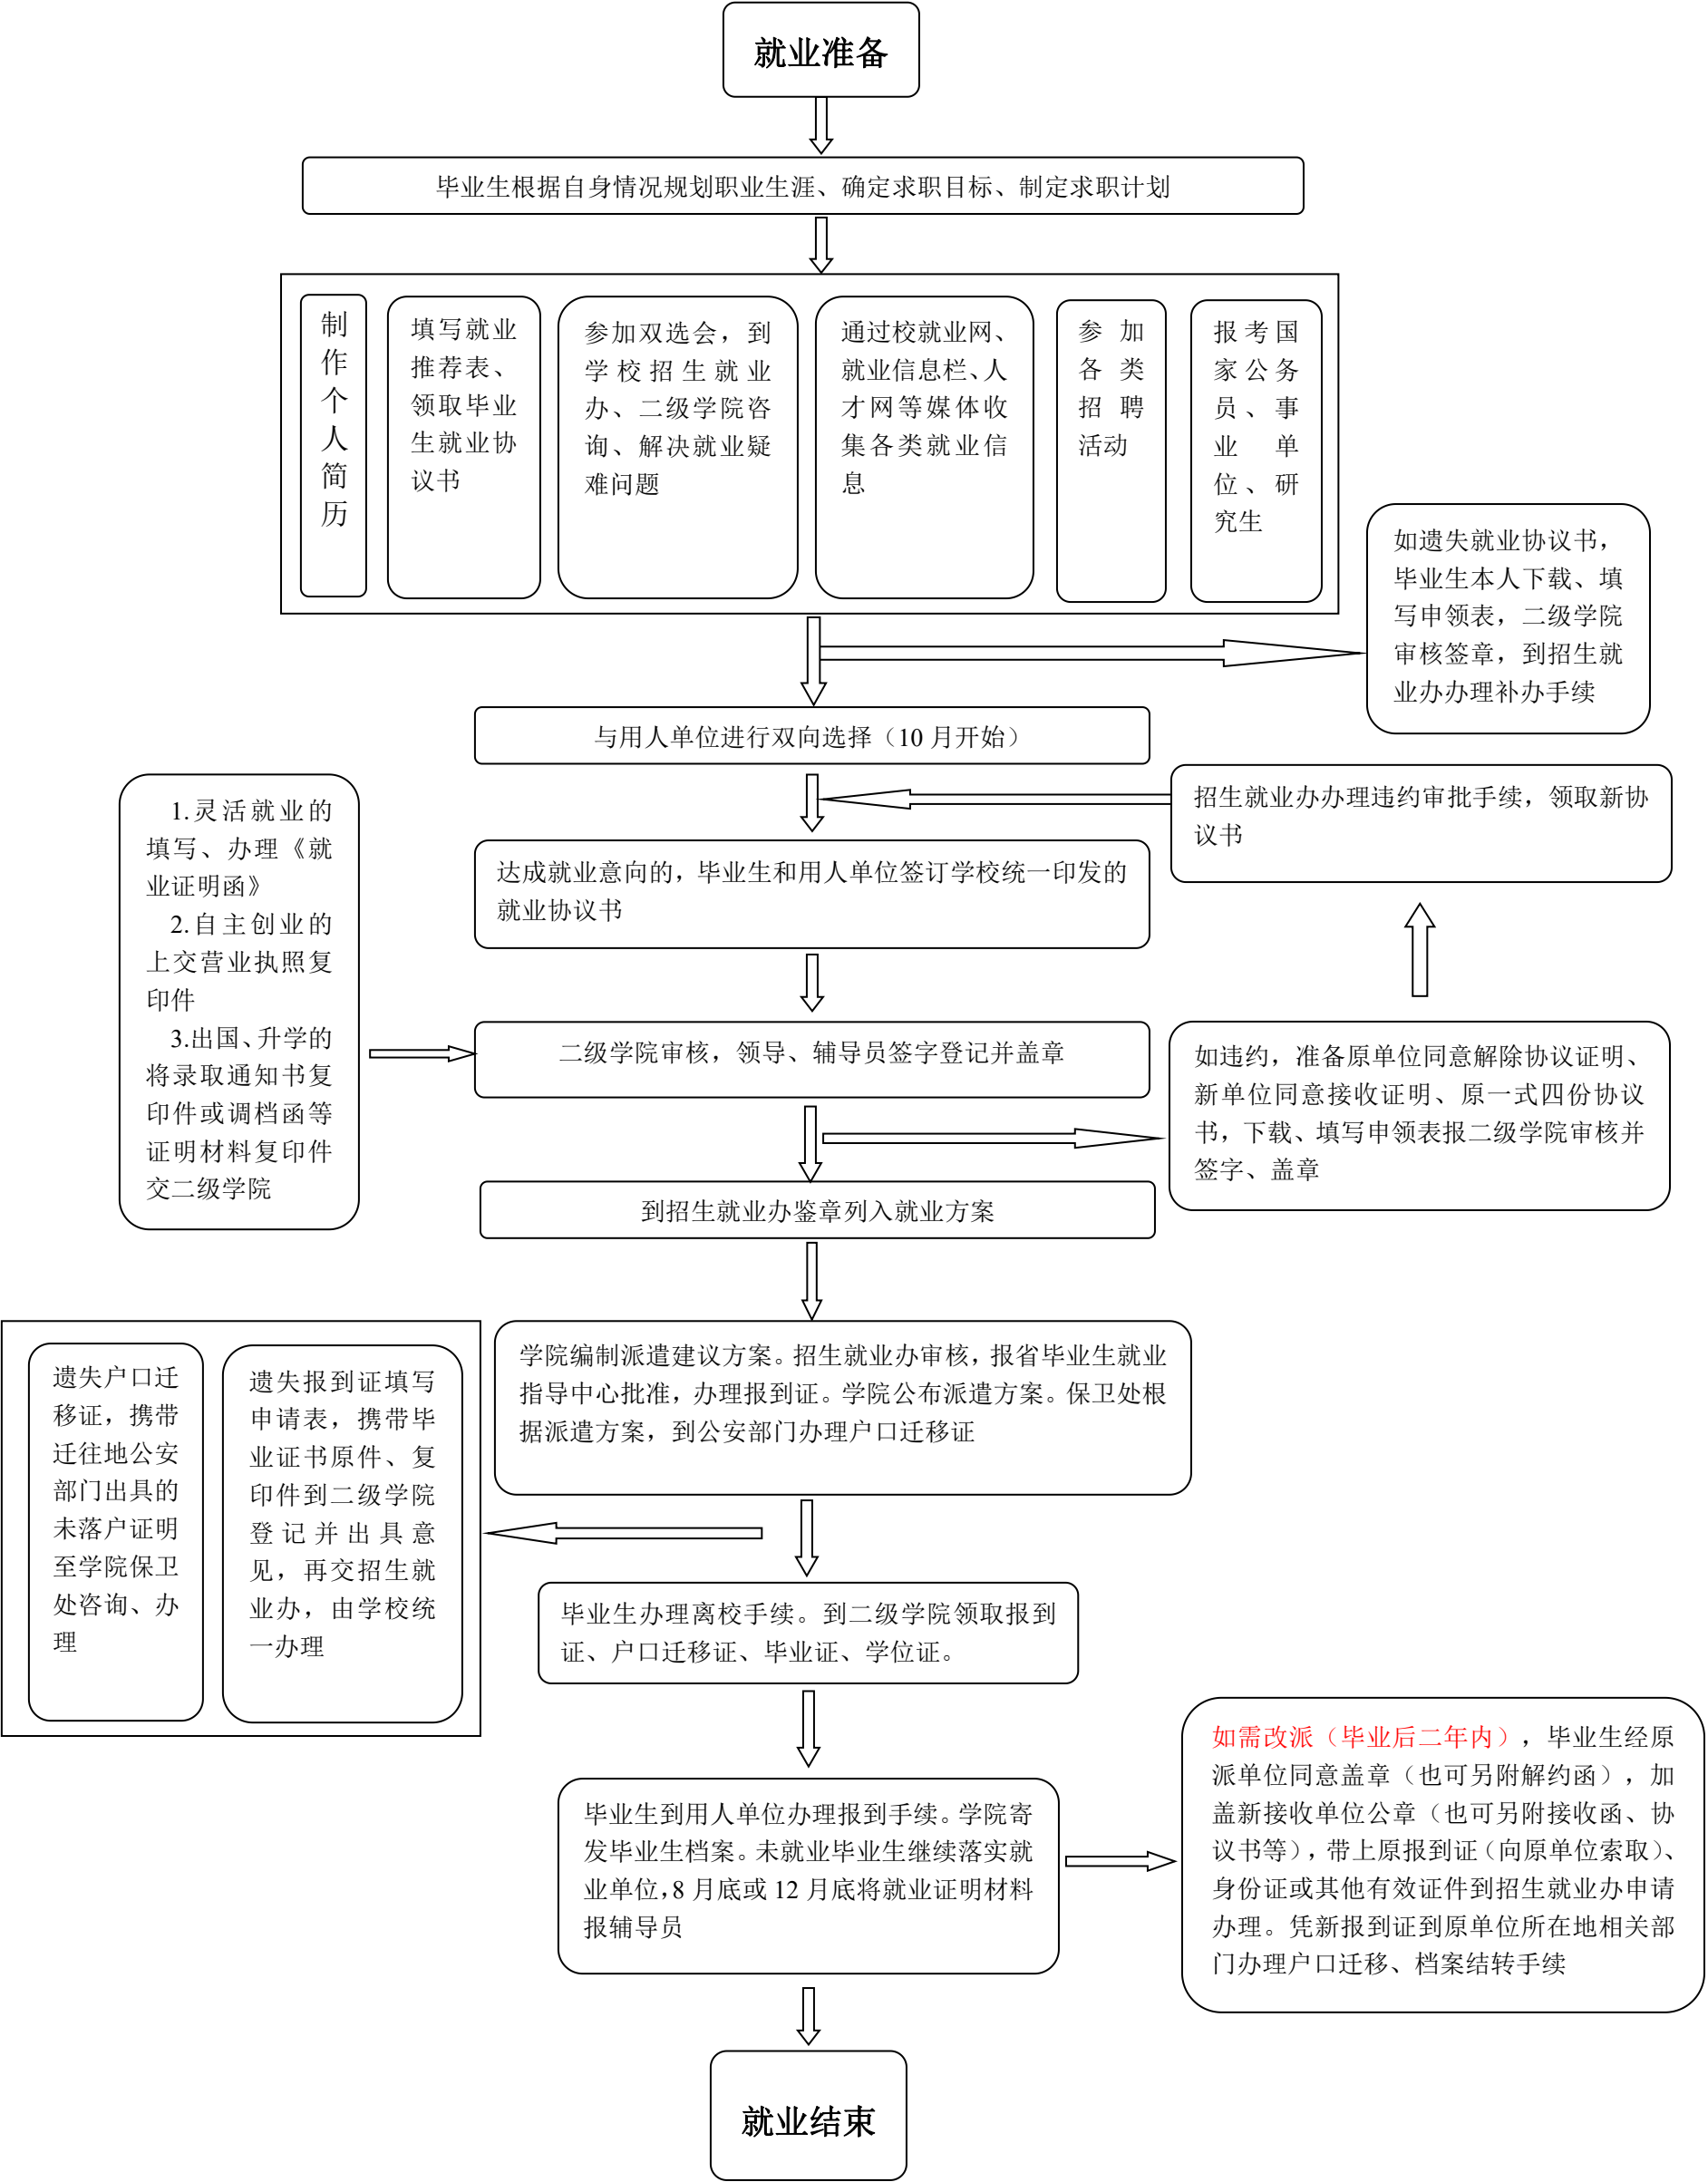 就业准备
毕业生根据自身情况规划职业生涯、确定求职目标、制定求职计划
制
作
个
人
简
历
填写就业
推荐表、
领取毕业
生就业协
议书
参加双选会，到
学校招生就业
办、二级学院咨
询、解决就业疑
难问题
通过校就业网、
就业信息栏、人
才网等媒体收
集各类就业信
息
参加
各类
招聘
活动
报考国
家公务
员、事
业单
位、研
究生
如遗失就业协议书，
毕业生本人下载、填
写申领表，二级学院
审核签章，到招生就
业办办理补办手续
与用人单位进行双向选择（10 月开始）
招生就业办办理违约审批手续，领取新协
议书
1.灵活就业的
填写、办理《就
业证明函》
2.自主创业的
上交营业执照复
印件
3.出国、升学的
将录取通知书复
印件或调档函等
证明材料复印件
交二级学院
达成就业意向的，毕业生和用人单位签订学校统一印发的
就业协议书
二级学院审核，领导、辅导员签字登记并盖章
如违约，准备原单位同意解除协议证明、
新单位同意接收证明、原一式四份协议
书，下载、填写申领表报二级学院审核并
签字、盖章
到招生就业办鉴章列入就业方案
学院编制派遣建议方案。招生就业办审核，报省毕业生就业
指导中心批准，办理报到证。学院公布派遣方案。保卫处根
据派遣方案，到公安部门办理户口迁移证
遗失户口迁
移证，携带
迁往地公安
部门出具的
未落户证明
至学院保卫
处咨询、办
理
遗失报到证填写
申请表，携带毕
业证书原件、复
印件到二级学院
登记并出具意
见，再交招生就
业办，由学校统
一办理
毕业生办理离校手续。到二级学院领取报到
证、户口迁移证、毕业证、学位证。
毕业生到用人单位办理报到手续。学院寄
发毕业生档案。未就业毕业生继续落实就
业单位，8 月底或 12 月底将就业证明材料
报辅导员
如需改派（毕业后二年内），毕业生经原
派单位同意盖章（也可另附解约函），加
盖新接收单位公章（也可另附接收函、协
议书等），带上原报到证（向原单位索取）、
身份证或其他有效证件到招生就业办申请
办理。凭新报到证到原单位所在地相关部
门办理户口迁移、档案结转手续
就业结束